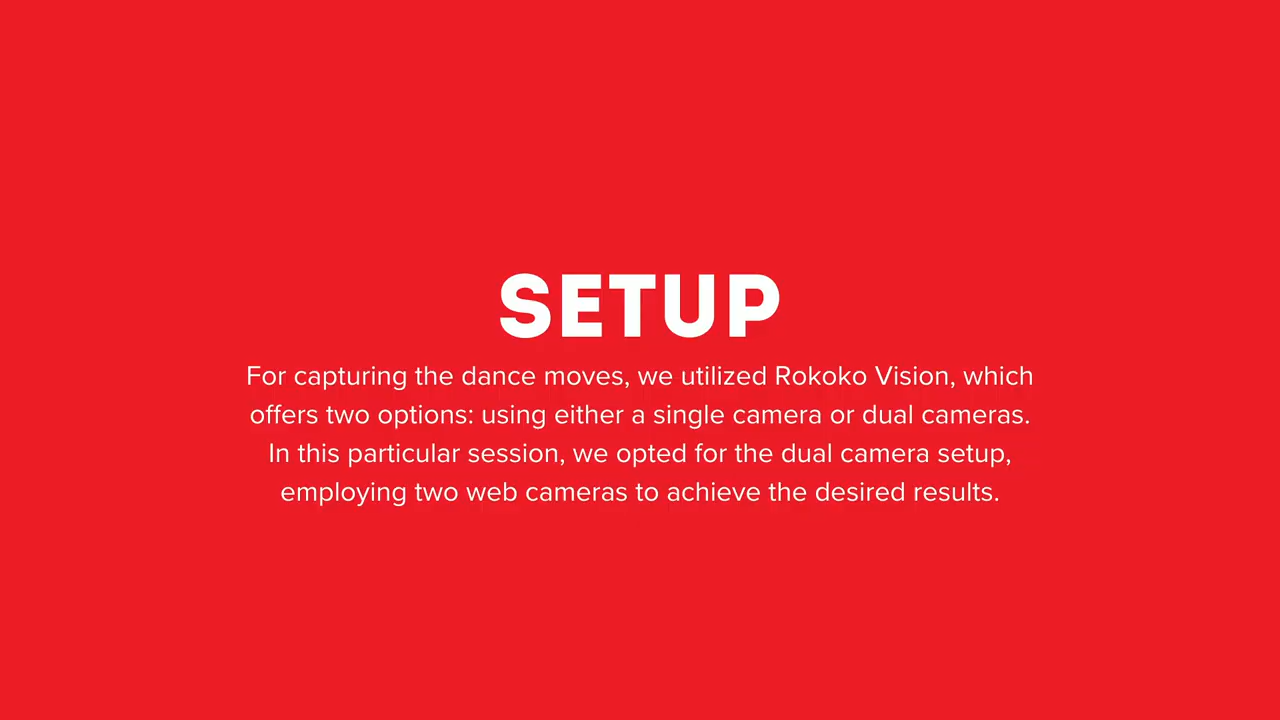 SETUP
For capturing the dance moves, we utilized Rokoko Vision, which
offers two options: using either a single camera or dual cameras.
In this particular session, we opted for the dual camera setup,
employing two web cameras to achieve the desired results.